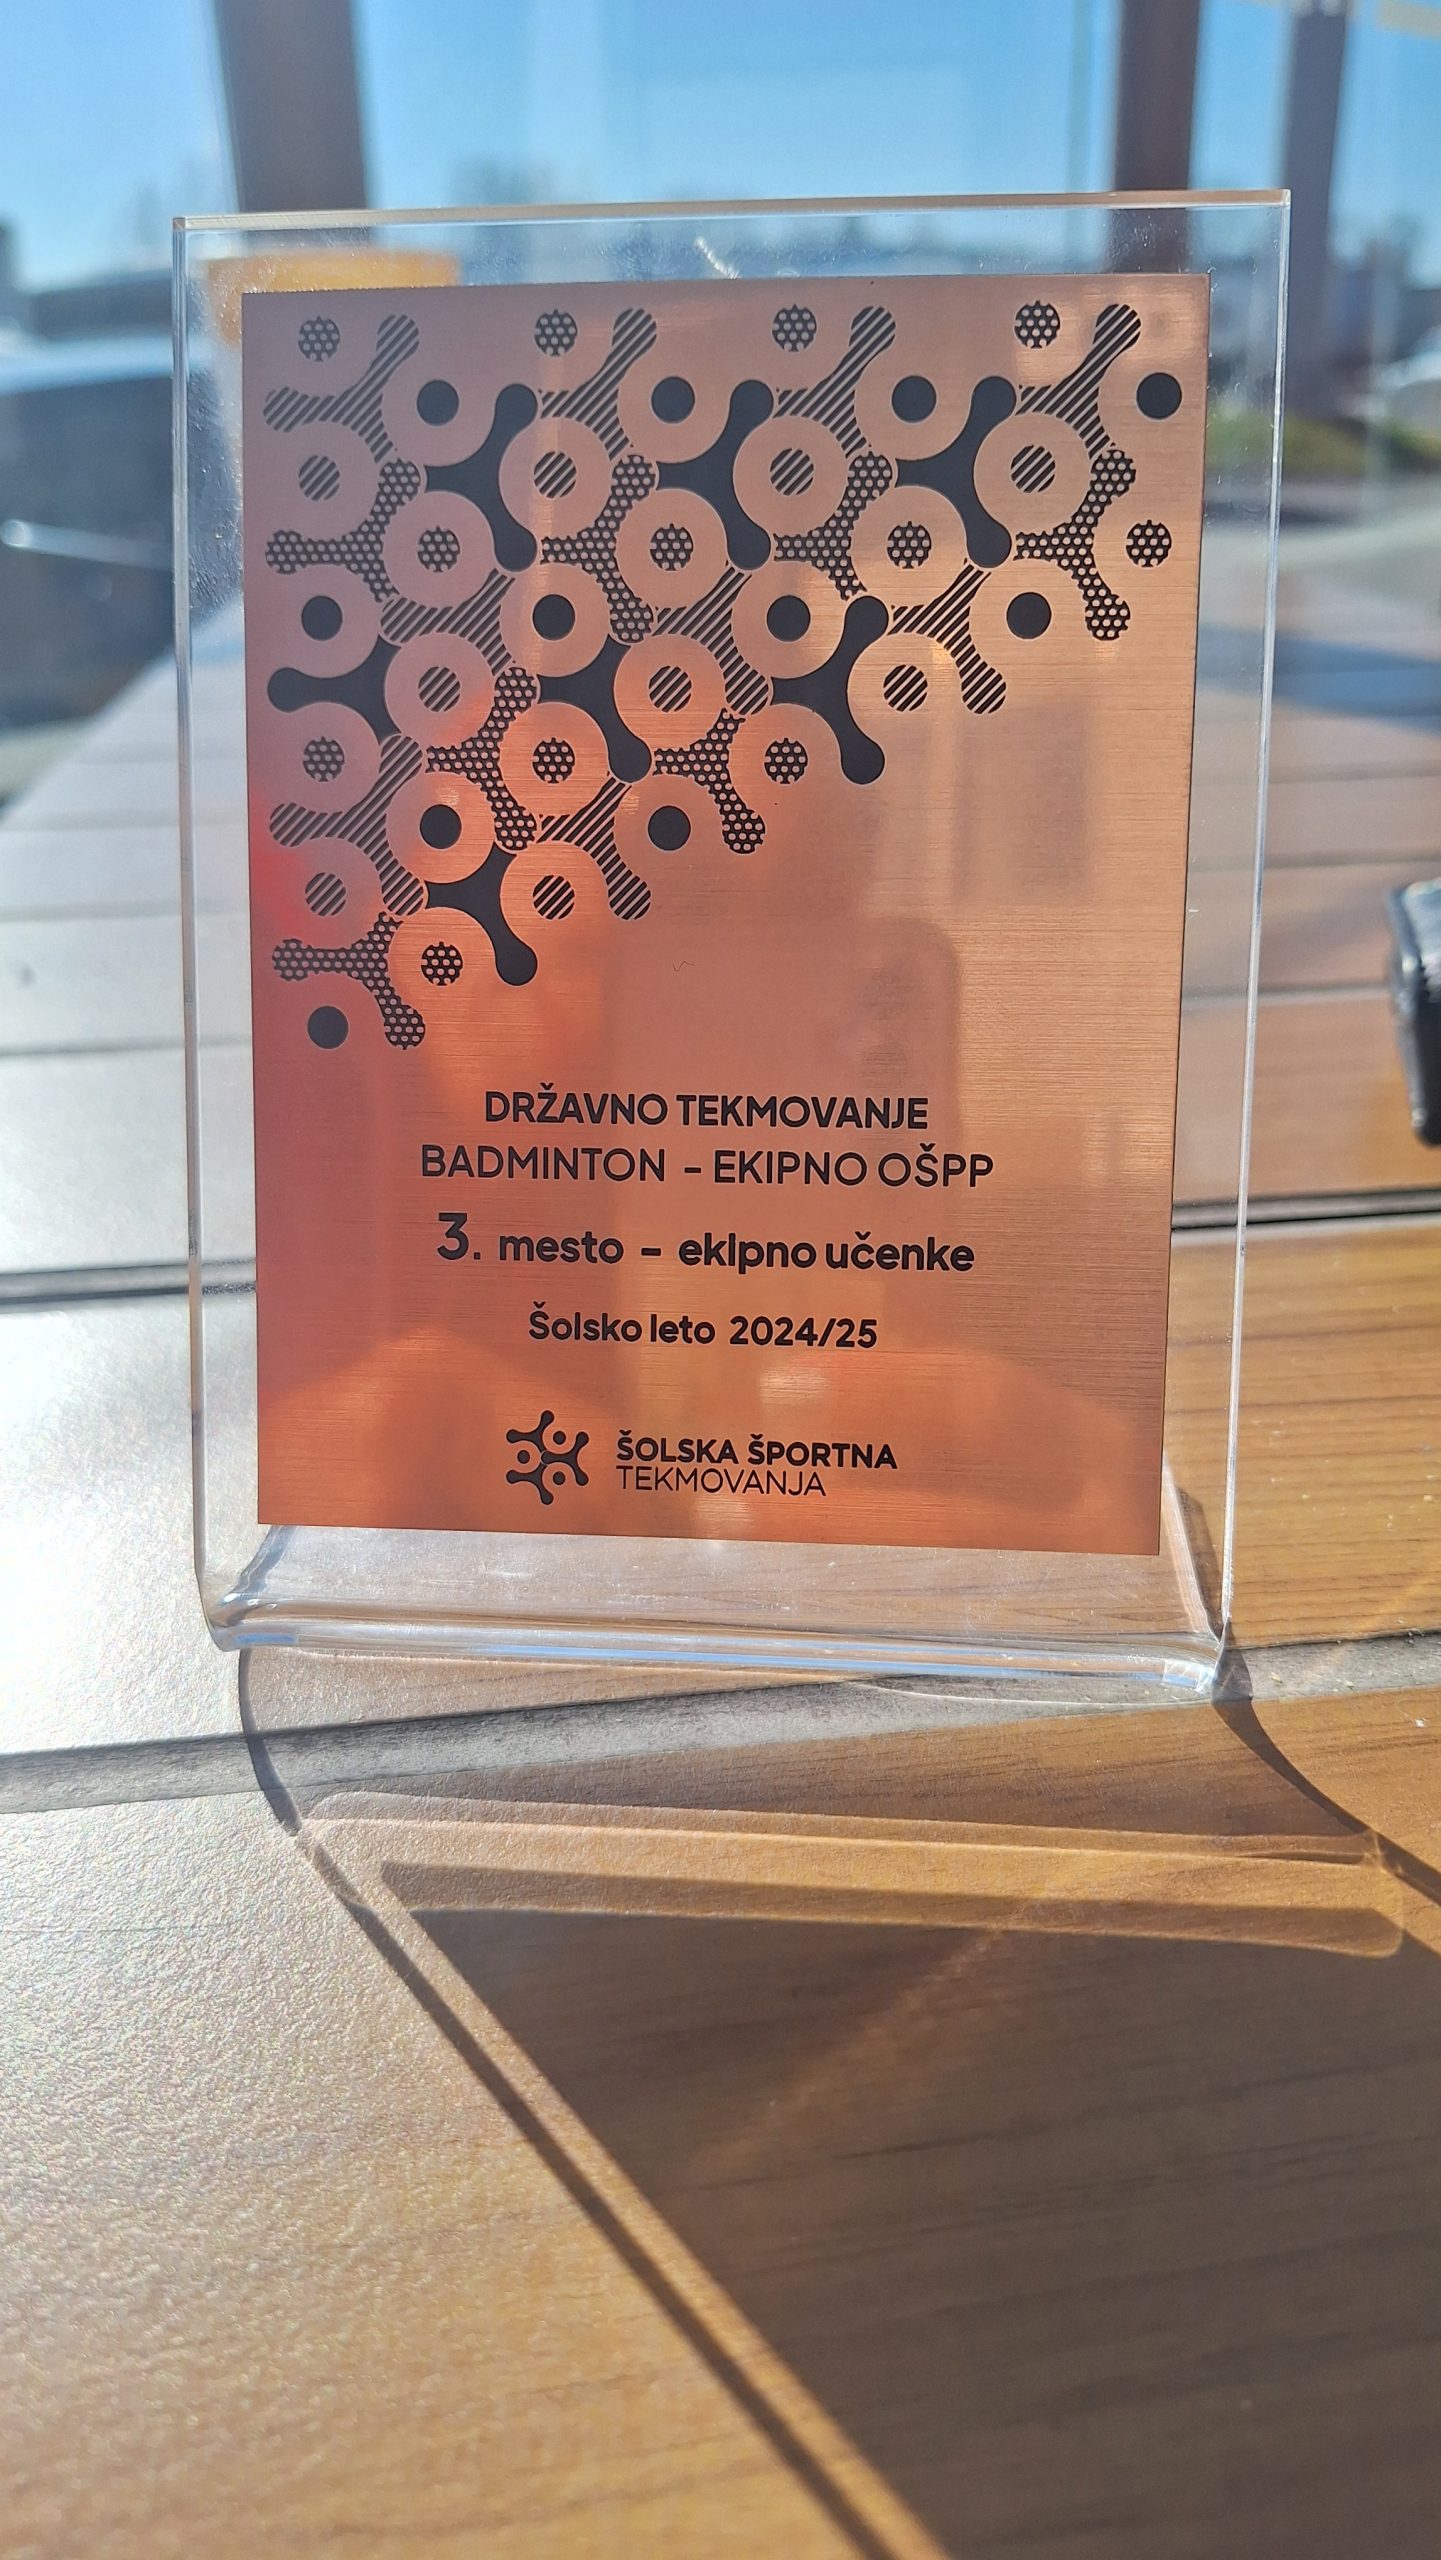 DRŽAVNO TEKMOVANJE
BADMINTON - EKIPNO OŠPP
3. mesto - ekipno učenke
Šolsko leto 2024/25
ŠOLSKA ŠPORTNA
TEKMOVANJA